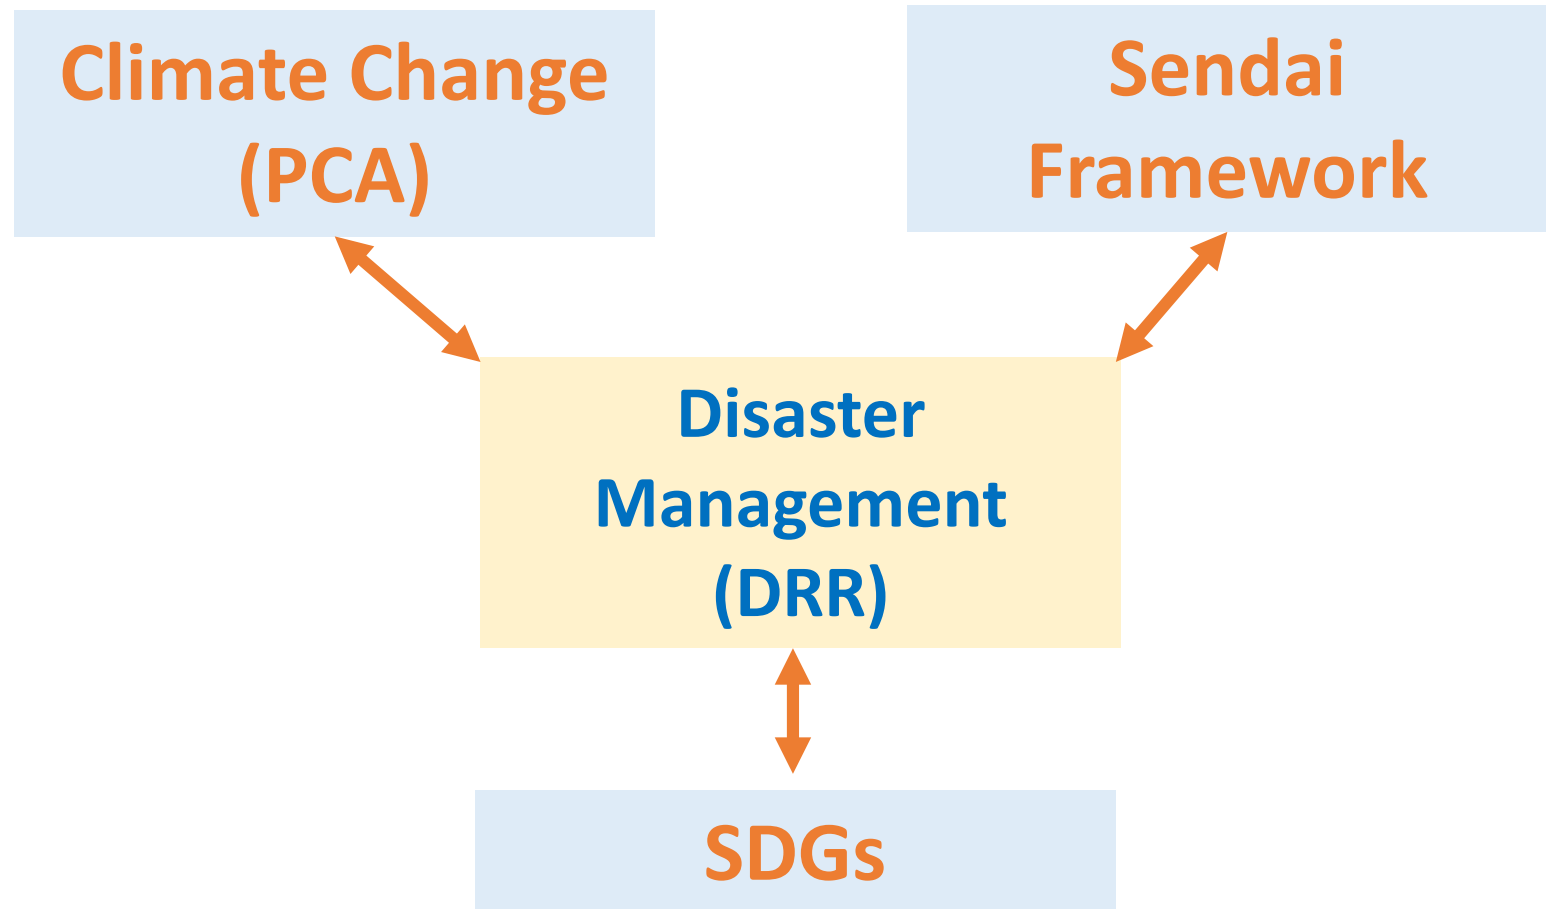 Climate Change
(PCA)
Sendai
Framework
Disaster
Management
(DRR)
SDGs